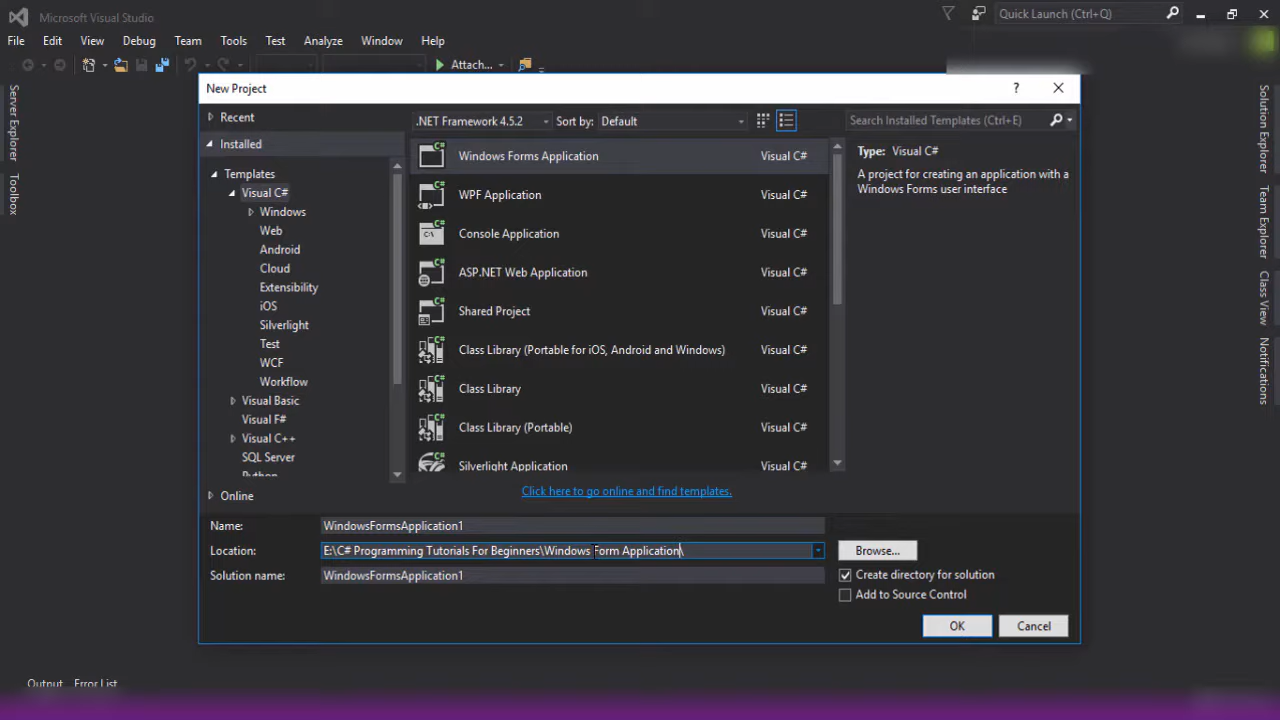 Microsoft Visual Studio
Quick Launch (Ctrl+Q)
File Edit View Debug Team Tools Test Analyze Window Help
Attach...
Server Explorer
Toolbox
Solution Explorer
Team Explorer
Class View
Notifications
New Project
?
Recent
Installed
Templates
Visual C#
Windows
Web
Android
Cloud
Extensibility
iOS
Silverlight
Test
WCF
Workflow
Visual Basic
Visual F#
Visual C++
SQL Server
Python
Online
.NET Framework 4.5.2 Sort by: Default
Windows Forms Application Visual C#
WPF Application Visual C#
Console Application Visual C#
ASP.NET Web Application Visual C#
Shared Project Visual C#
Class Library (Portable for iOS, Android and Windows) Visual C#
Class Library Visual C#
Class Library (Portable) Visual C#
Silverlight Application Visual C#
Click here to go online and find templates.
Search Installed Templates (Ctrl+E)
Type: Visual C#
A project for creating an application with a
Windows Forms user interface
Name: WindowsFormsApplication1
Location: E:\C# Programming Tutorials For Beginners\Windows Form Application\
Browse...
Solution name: WindowsFormsApplication1
Create directory for solution
Add to Source Control
OK Cancel
Output Error List